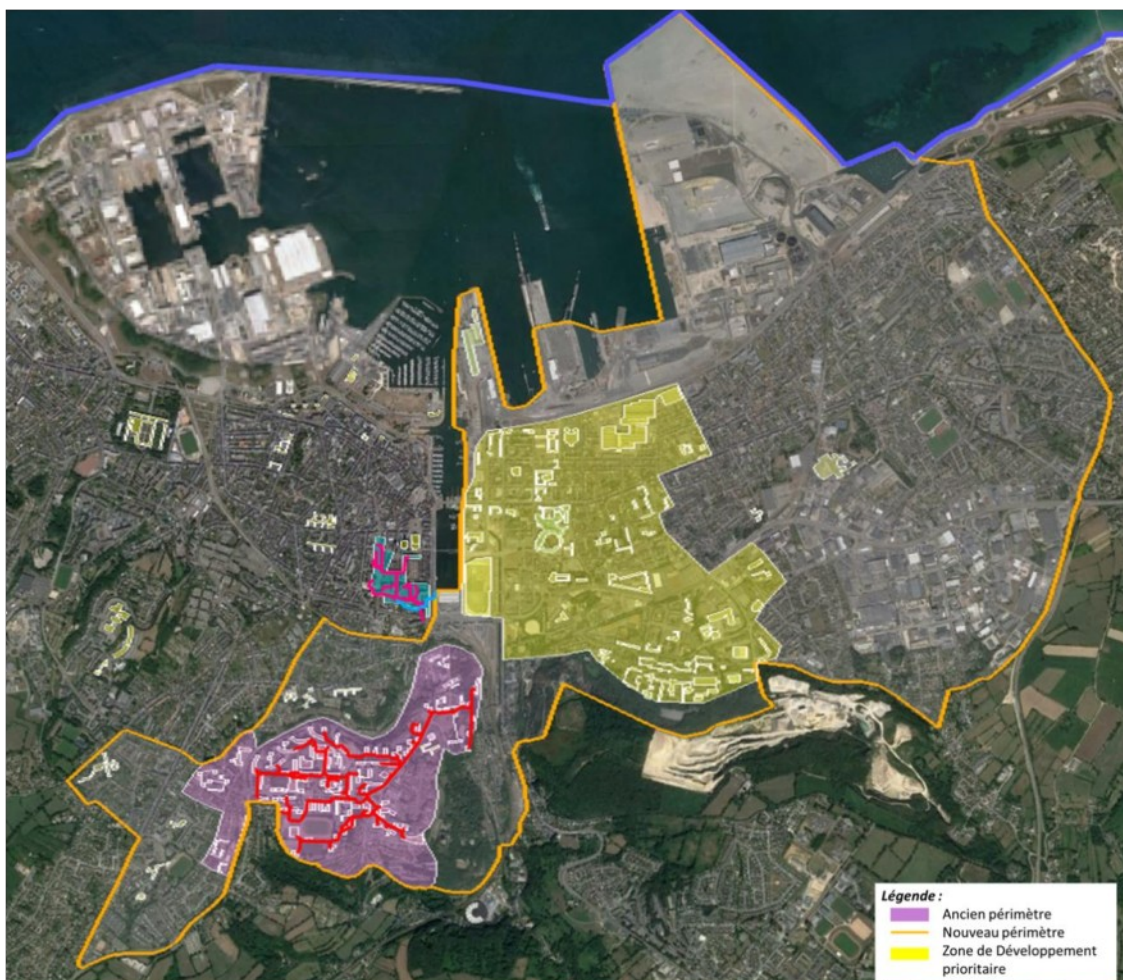 Légende :
Ancien périmètre
Nouveau périmètre
Zone de Développement
prioritaire